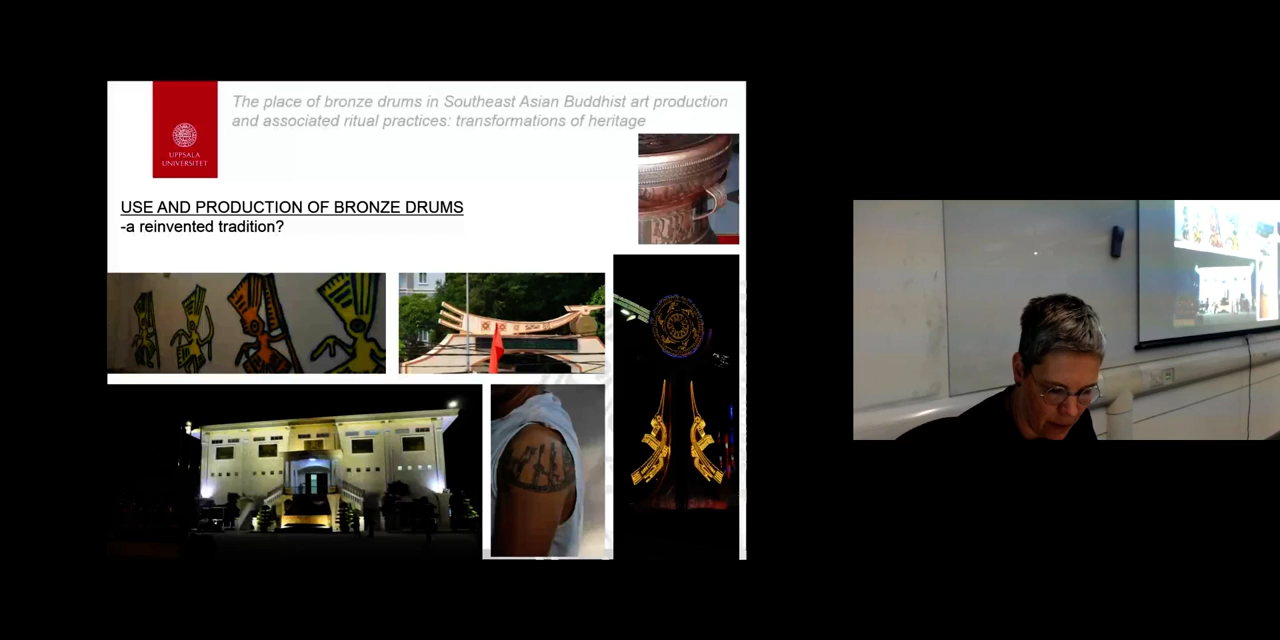 The place of bronze drums in Southeast Asian Buddhist art production
and associated ritual practices: transformations of heritage
UPPSALA
UNIVERSITET
USE AND PRODUCTION OF BRONZE DRUMS
-a reinvented tradition?